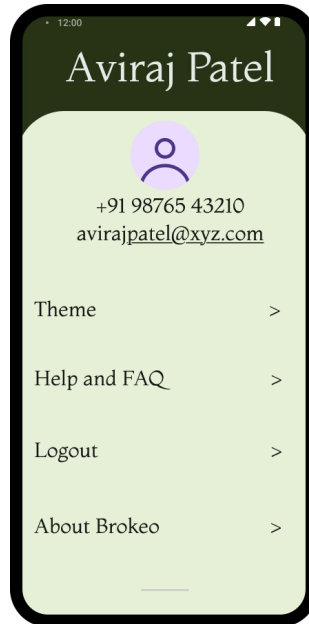 12:00
Aviraj Patel
+91 98765 43210
avirajpatel@xyz.com
Theme >
Help and FAQ >
Logout >
About Brokeo >